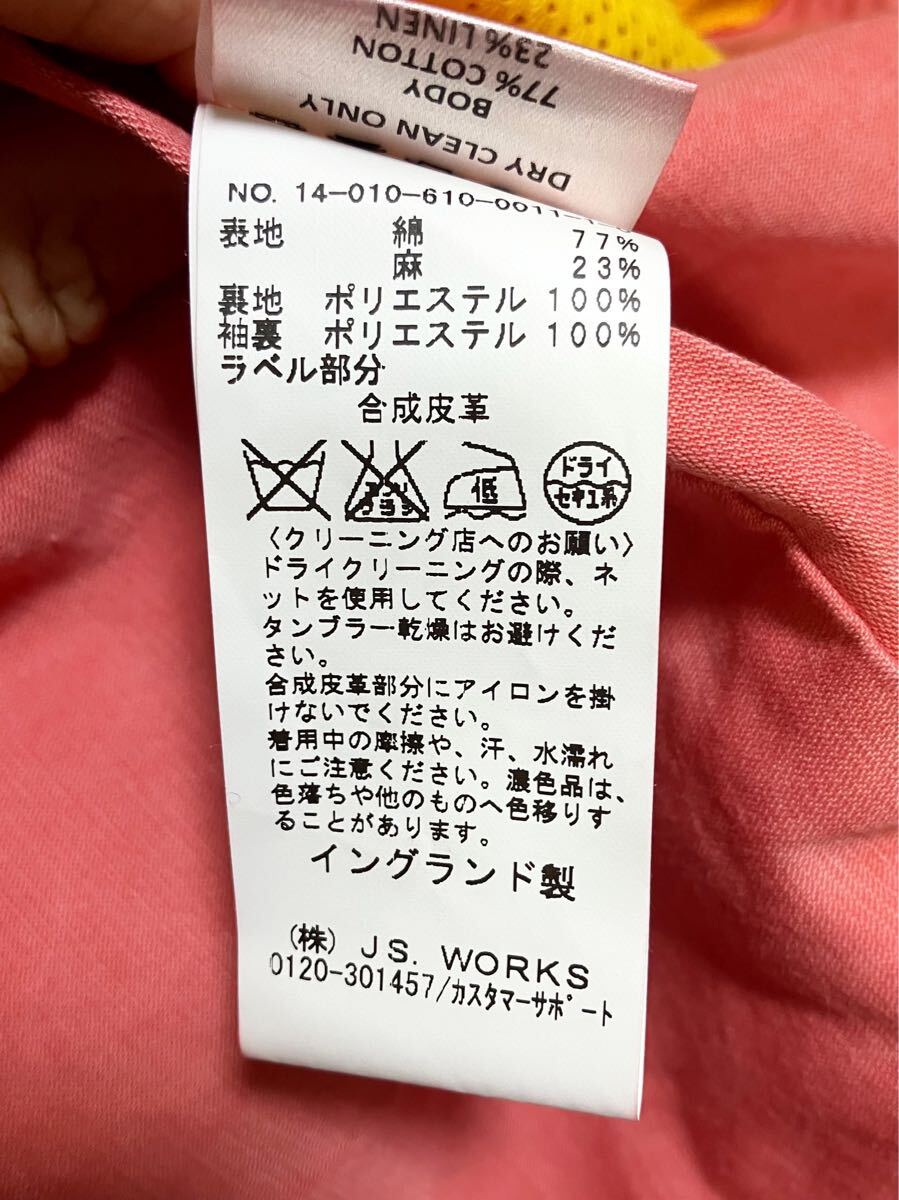 23% LINEN
77% COTTON
BODY
DRY CLEAN ONLY
NO. 14-010-610-0011-
表地 綿 77%
麻 23%
裏地 ポリエステル 100%
袖裏 ポリエステル 100%
ラベル部分
合成皮革
エンソ
サラシ
低
ドライ
セキユ系
〈クリーニング店へのお願い〉
ドライクリーニングの際、ネ
ットを使用してください。
タンブラー乾燥はお避けくだ
さい。
合成皮革部分にアイロンを掛
けないでください。
着用中の摩擦や、汗、水濡れ
にご注意ください。濃色品は、
色落ちや他のものへ色移りす
ることがあります。
イングランド製
(株) JS. WORKS
0120-301457/カスタマーサポート